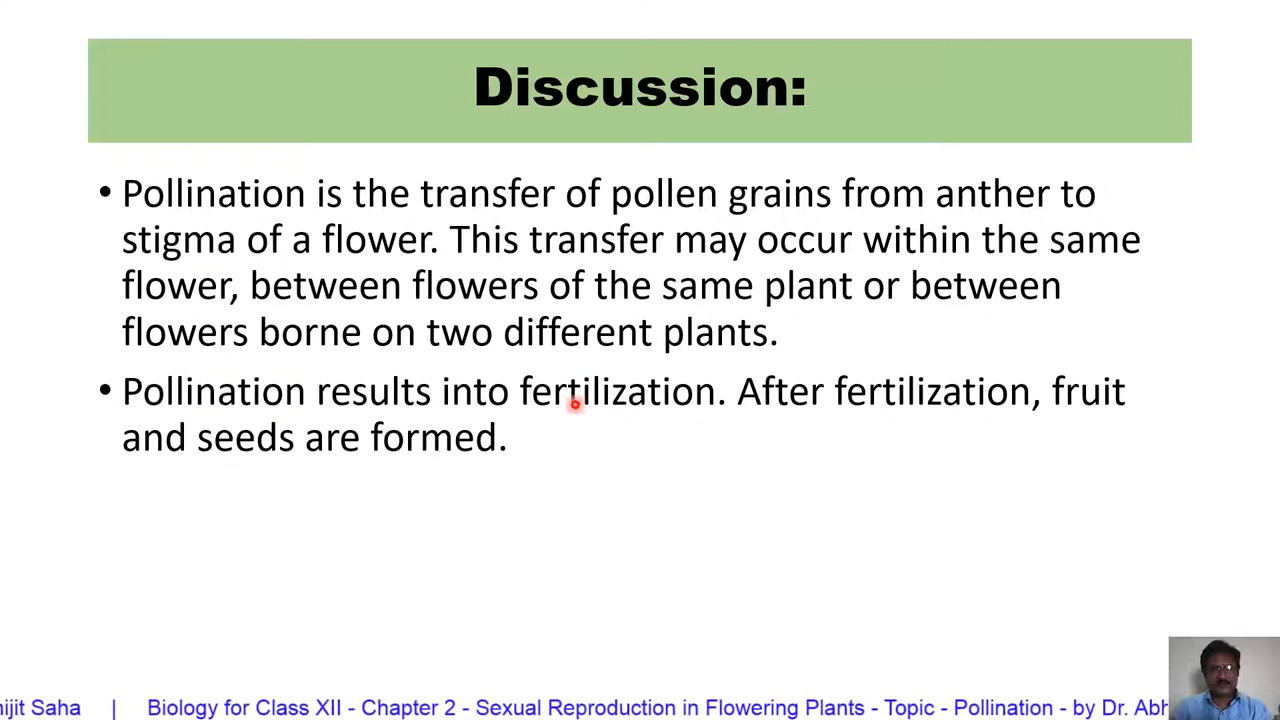 Discussion:
• Pollination is the transfer of pollen grains from anther to
stigma of a flower. This transfer may occur within the same
flower, between flowers of the same plant or between
flowers borne on two different plants.
• Pollination results into fertilization. After fertilization, fruit
and seeds are formed.
hijit Saha | Biology for Class XII - Chapter 2 - Sexual Reproduction in Flowering Plants - Topic - Pollination - by Dr. Abh